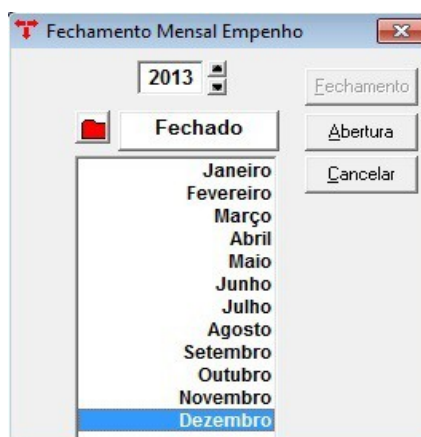 Fechamento Mensal Empenho
2013
Fechamento
Fechado
Abertura
Janeiro
Cancelar
Fevereiro
Março
Abril
Maio
Junho
Julho
Agosto
Setembro
Outubro
Novembro
Dezembro